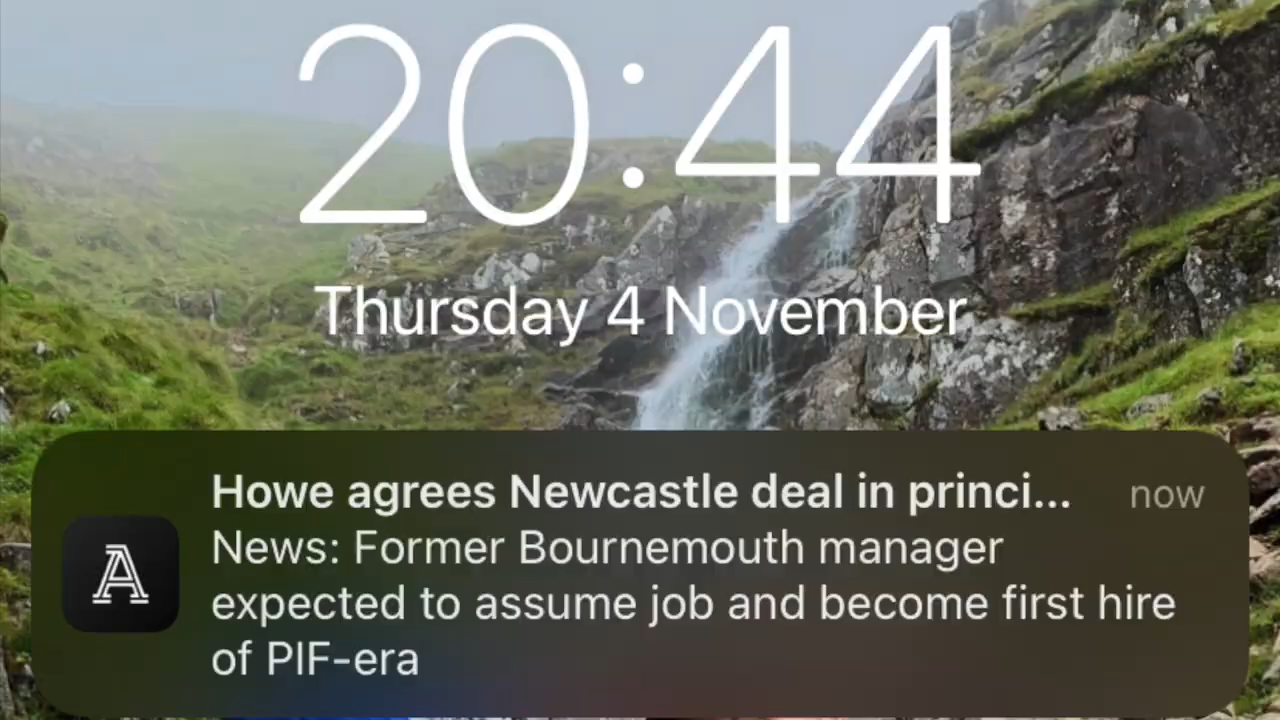 20:44
Thursday 4 November
Howe agrees Newcastle deal in princi...
now
A
News: Former Bournemouth manager
expected to assume job and become first hire
of PIF-era